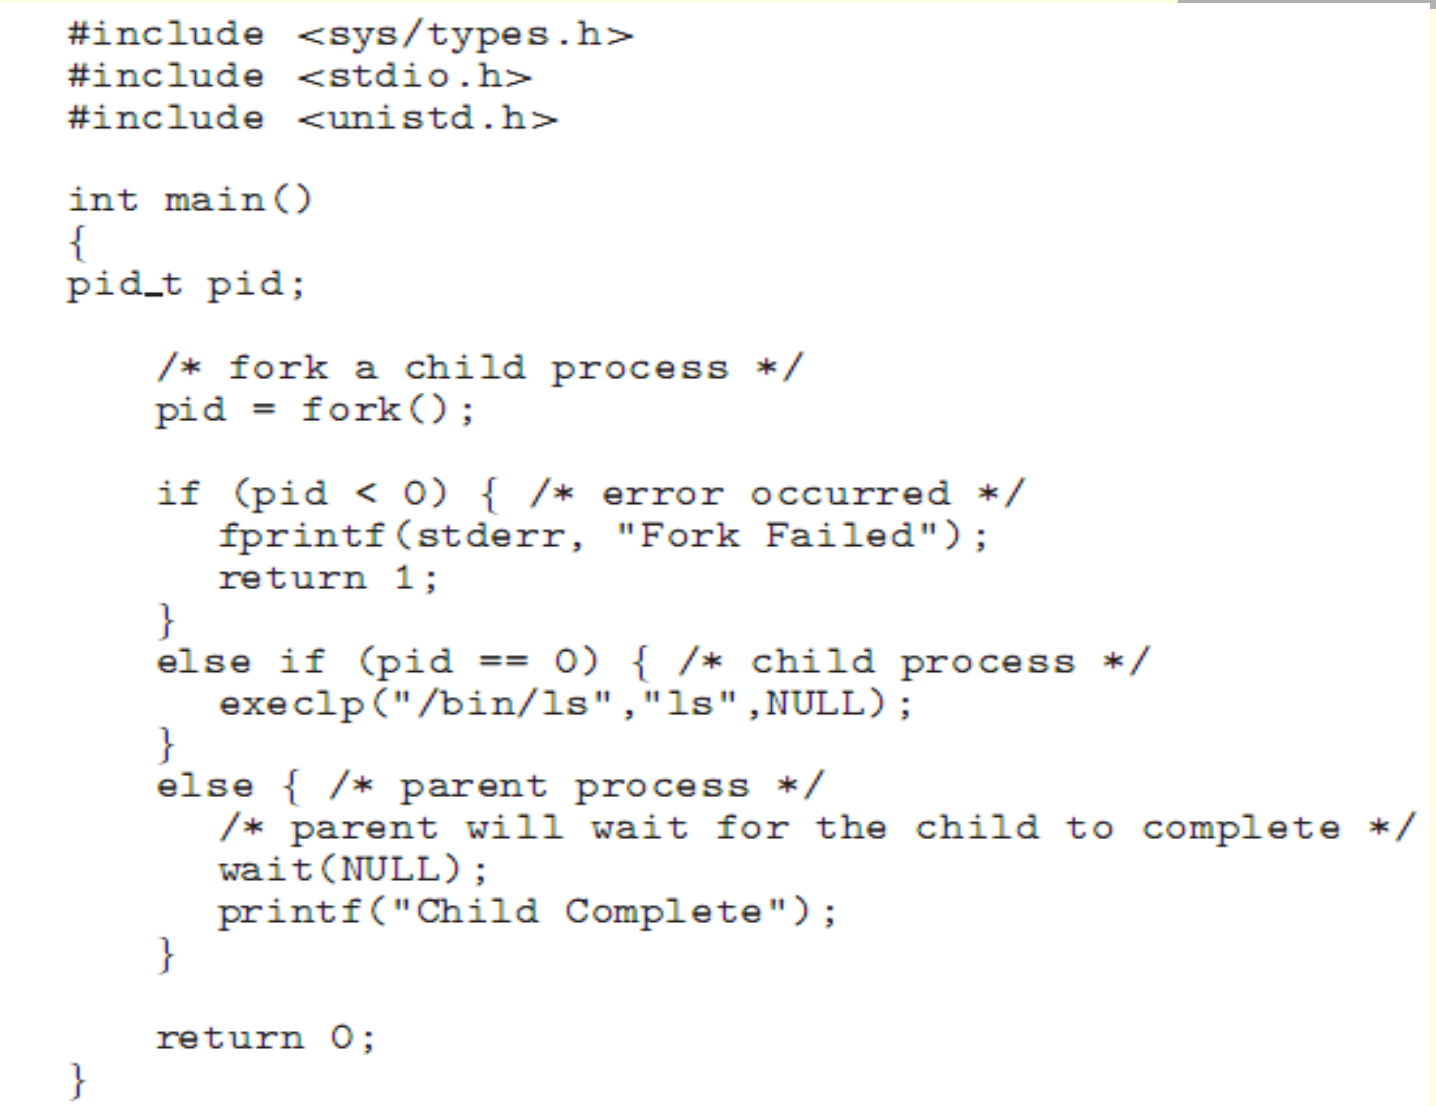 #include <sys/types.h>
#include <stdio.h>
#include <unistd.h>
int main()
{
pid_t pid;
/* fork a child process */
pid = fork();
if (pid < 0) { /* error occurred */
fprintf(stderr, "Fork Failed");
return 1;
}
else if (pid == 0) { /* child process */
execlp("/bin/ls","ls",NULL);
}
else { /* parent process */
/* parent will wait for the child to complete */
wait(NULL);
printf("Child Complete");
}
return 0;
}